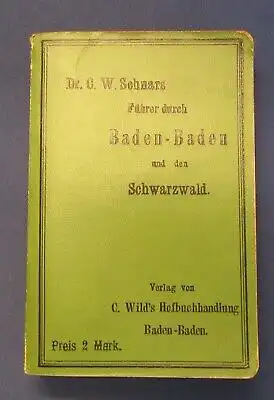 Dr. C. W. Schnars
Führer durch
Baden-Baden
und den
Schwarzwald.
Verlag von
C. Wild's Hofbuchhandlung
Baden-Baden.
Preis 2 Mark.